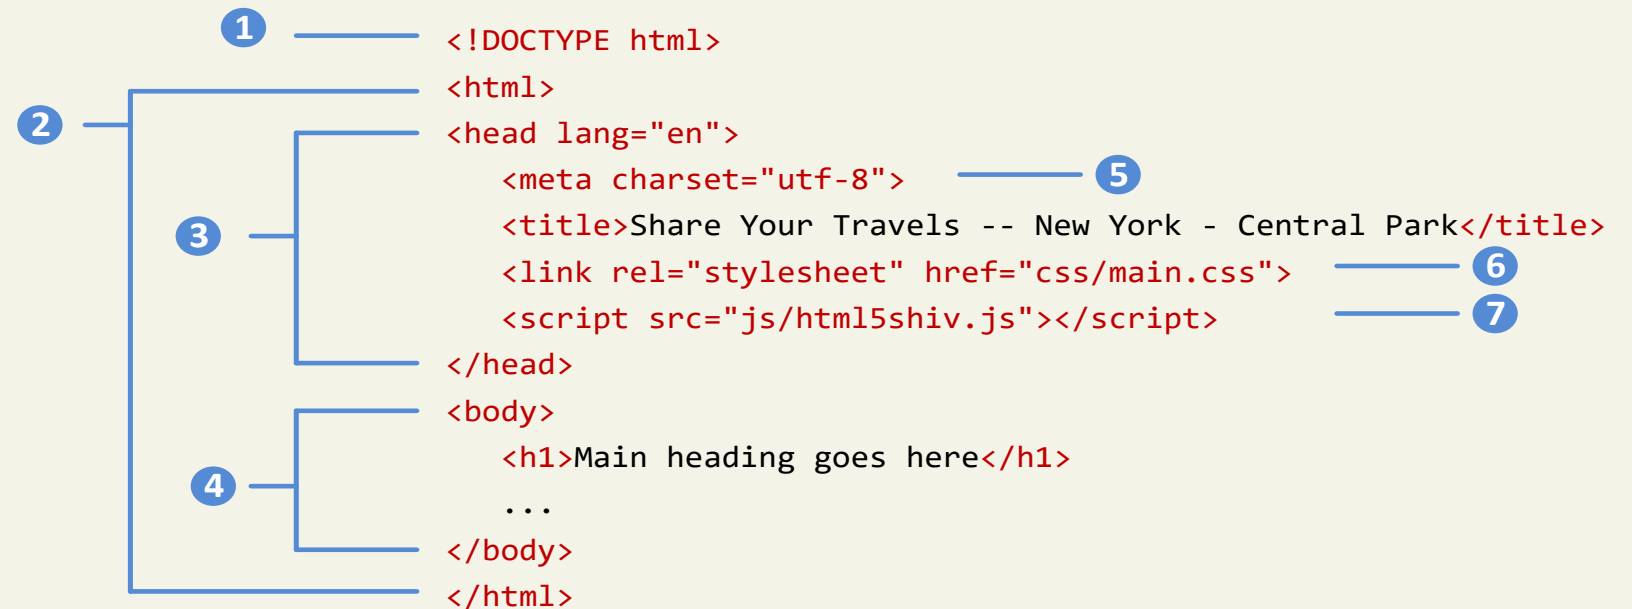 1 <!DOCTYPE html>
<html>
2
<head lang="en">
<meta charset="utf-8"> 5
3 <title>Share Your Travels -- New York - Central Park</title>
<link rel="stylesheet" href="css/main.css"> 6
<script src="js/html5shiv.js"></script> 7
</head>
<body>
<h1>Main heading goes here</h1>
4
...
</body>
</html>